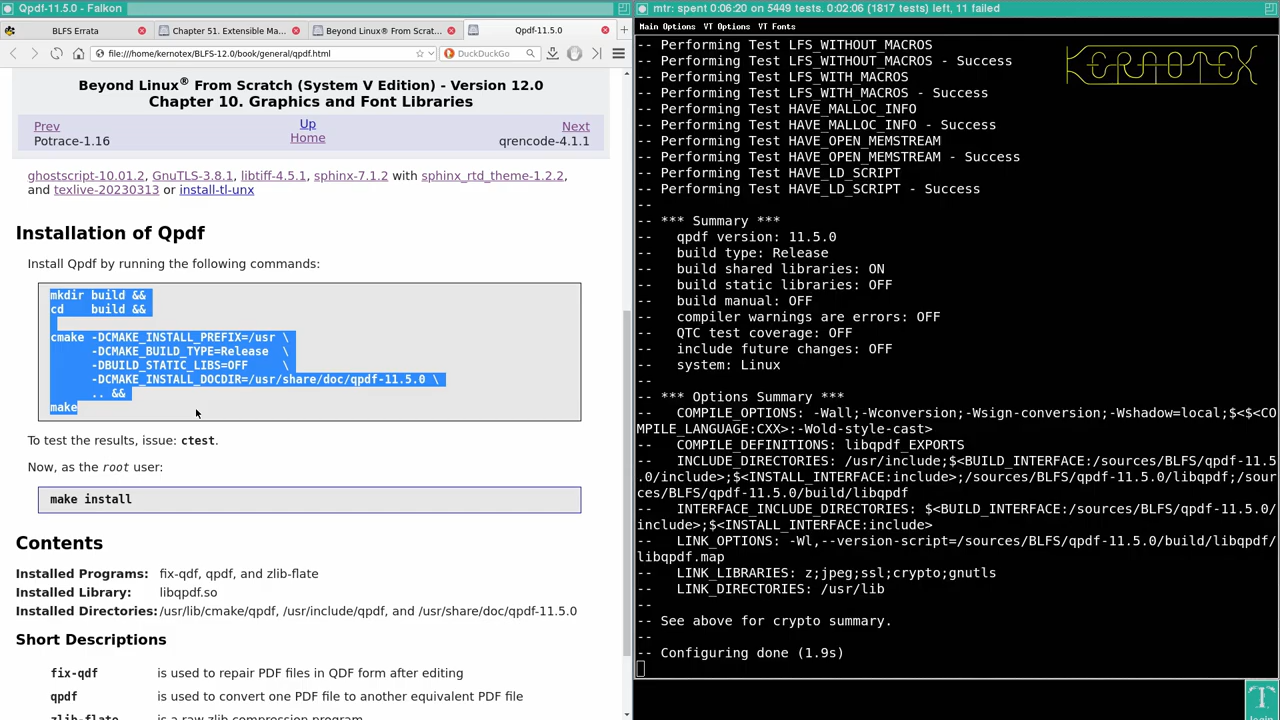 Qpdf-11.5.0 - Falkon
BLFS Errata
Chapter 51. Extensible Ma...
Beyond Linux® From Scrat...
Qpdf-11.5.0
file:///home/kernotex/BLFS-12.0/book/general/qpdf.html
DuckDuckGo
Beyond Linux® From Scratch (System V Edition) - Version 12.0
Chapter 10. Graphics and Font Libraries
Prev
Up
Next
Potrace-1.16
Home
qrencode-4.1.1
ghostscript-10.01.2, GnuTLS-3.8.1, libtiff-4.5.1, sphinx-7.1.2 with sphinx_rtd_theme-1.2.2,
and texlive-20230313 or install-tl-unx
Installation of Qpdf
Install Qpdf by running the following commands:
mkdir build &&
cd    build &&
cmake -DCMAKE_INSTALL_PREFIX=/usr \
-DCMAKE_BUILD_TYPE=Release  \
-DBUILD_STATIC_LIBS=OFF     \
-DCMAKE_INSTALL_DOCDIR=/usr/share/doc/qpdf-11.5.0 \
.. &&
make
To test the results, issue: ctest.
Now, as the root user:
make install
Contents
Installed Programs: fix-qdf, qpdf, and zlib-flate
Installed Library: libqpdf.so
Installed Directories: /usr/lib/cmake/qpdf, /usr/include/qpdf, and /usr/share/doc/qpdf-11.5.0
Short Descriptions
fix-qdf is used to repair PDF files in QDF form after editing
qpdf is used to convert one PDF file to another equivalent PDF file
zlib-flate is a raw zlib compression program
mtr: spent 0:06:20 on 5449 tests. 0:02:06 (1817 tests) left, 11 failed
Main Options VT Options VT Fonts
KERNOTEX
-- Performing Test LFS_WITHOUT_MACROS
-- Performing Test LFS_WITHOUT_MACROS - Success
-- Performing Test LFS_WITH_MACROS
-- Performing Test LFS_WITH_MACROS - Success
-- Performing Test HAVE_MALLOC_INFO
-- Performing Test HAVE_MALLOC_INFO - Success
-- Performing Test HAVE_OPEN_MEMSTREAM
-- Performing Test HAVE_OPEN_MEMSTREAM - Success
-- Performing Test HAVE_LD_SCRIPT
-- Performing Test HAVE_LD_SCRIPT - Success
--
-- *** Summary ***
--   qpdf version: 11.5.0
--   build type: Release
--   build shared libraries: ON
--   build static libraries: OFF
--   build manual: OFF
--   compiler warnings are errors: OFF
--   QTC test coverage: OFF
--   include future changes: OFF
--   system: Linux
--
-- *** Options Summary ***
--   COMPILE_OPTIONS: -Wall;-Wconversion;-Wsign-conversion;-Wshadow=local;$<$<CO
MPILE_LANGUAGE:CXX>:-Wold-style-cast>
--   COMPILE_DEFINITIONS: libqpdf_EXPORTS
--   INCLUDE_DIRECTORIES: /usr/include;$<BUILD_INTERFACE:/sources/BLFS/qpdf-11.5
.0/include>;$<INSTALL_INTERFACE:include>;/sources/BLFS/qpdf-11.5.0/libqpdf;/sour
ces/BLFS/qpdf-11.5.0/build/libqpdf
--   INTERFACE_INCLUDE_DIRECTORIES: $<BUILD_INTERFACE:/sources/BLFS/qpdf-11.5.0/
include>;$<INSTALL_INTERFACE:include>
--   LINK_OPTIONS: -Wl,--version-script=/sources/BLFS/qpdf-11.5.0/build/libqpdf/
libqpdf.map
--   LINK_LIBRARIES: z;jpeg;ssl;crypto;gnutls
--   LINK_DIRECTORIES: /usr/lib
--
-- See above for crypto summary.
--
-- Configuring done (1.9s)
T
login